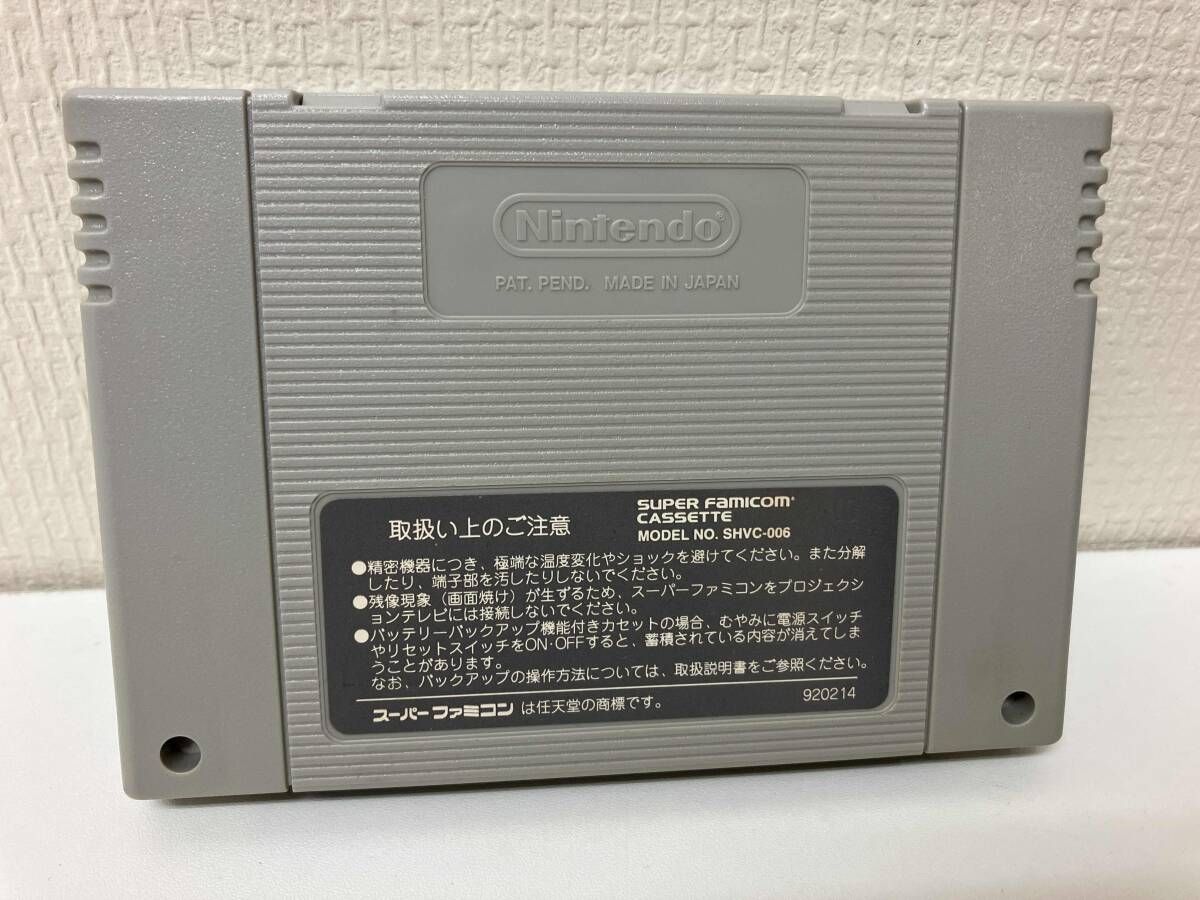 Nintendo®
PAT. PEND. MADE IN JAPAN
取扱い上のご注意
SUPER FAMICOM®
CASSETTE
MODEL NO. SHVC-006
●精密機器につき、極端な温度変化やショックを避けてください。また分解
したり、端子部を汚したりしないでください。
●残像現象（画面焼け）が生ずるため、スーパーファミコンをプロジェクシ
ョンテレビには接続しないでください。
●バッテリーバックアップ機能付きカセットの場合、むやみに電源スイッチ
やリセットスイッチをON·OFFすると、蓄積されている内容が消えてしま
うことがあります。
なお、バックアップの操作方法については、取扱説明書をご参照ください。
スーパーファミコン は任天堂の商標です。
920214